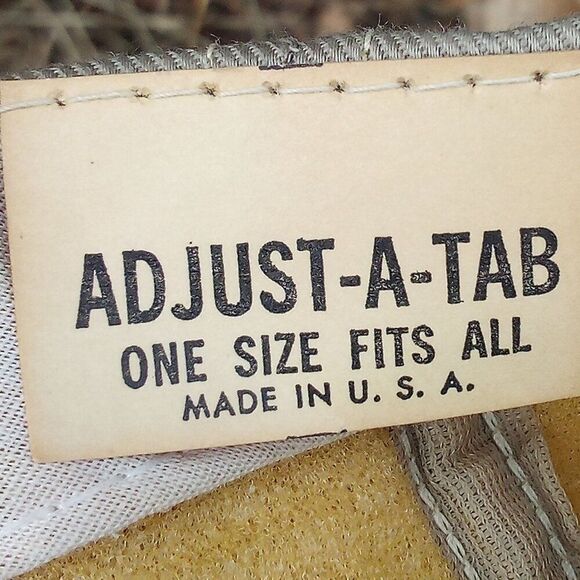 ADJUST-A-TAB
ONE SIZE FITS ALL
MADE IN U. S. A.